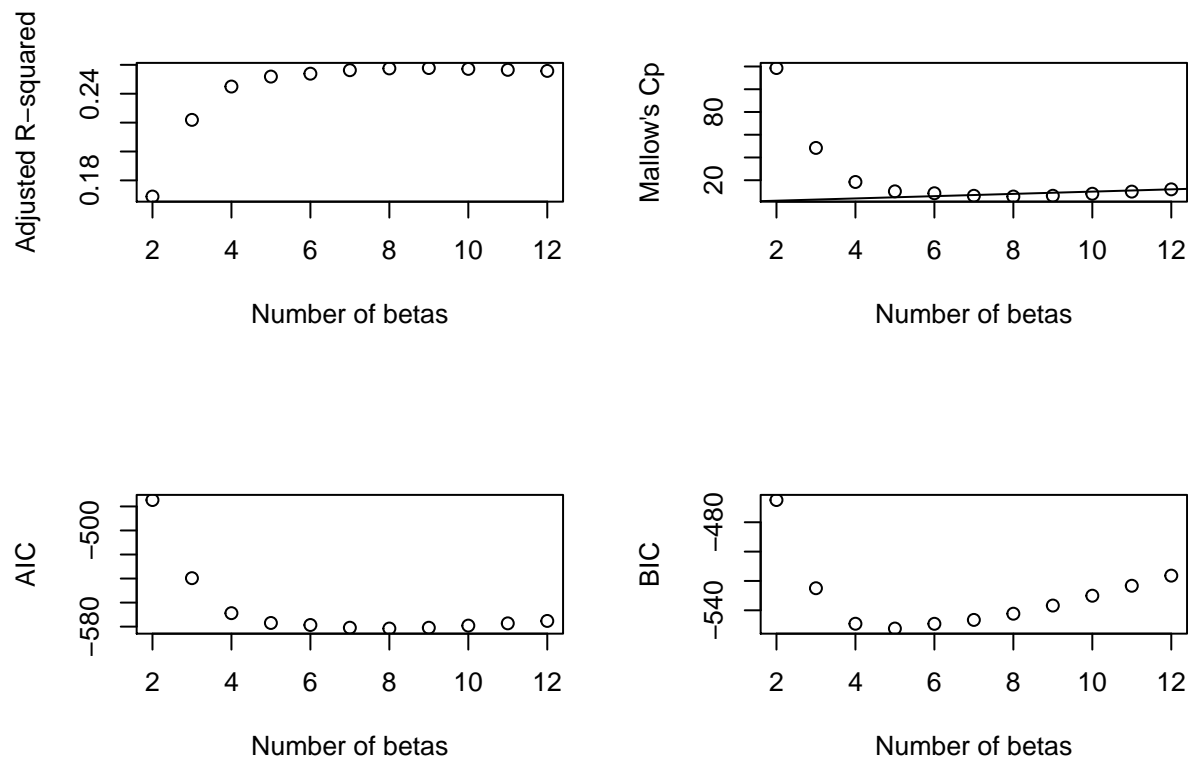 Adjusted R−squared
0.18 0.24
2 4 6 8 10 12
Number of betas
Mallow's Cp
20 80
2 4 6 8 10 12
Number of betas
AIC
−580 −500
2 4 6 8 10 12
Number of betas
BIC
−540 −480
2 4 6 8 10 12
Number of betas